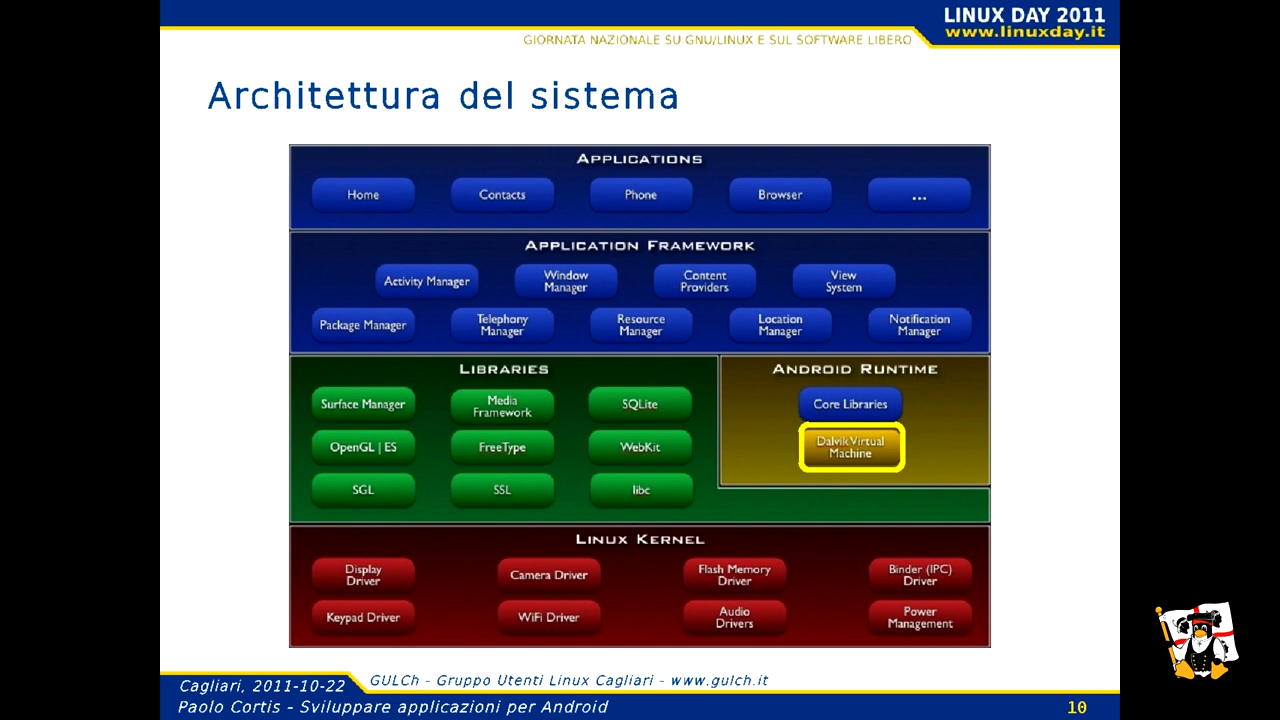 LINUX DAY 2011
www.linuxday.it
GIORNATA NAZIONALE SU GNU/LINUX E SUL SOFTWARE LIBERO
Architettura del sistema
APPLICATIONS
Home
Contacts
Phone
Browser
...
APPLICATION FRAMEWORK
Activity Manager
Window
Manager
Content
Providers
View
System
Package Manager
Telephony
Manager
Resource
Manager
Location
Manager
Notification
Manager
LIBRARIES
Surface Manager
Media
Framework
SQLite
OpenGL | ES
FreeType
WebKit
SGL
SSL
libc
ANDROID RUNTIME
Core Libraries
Dalvik Virtual
Machine
LINUX KERNEL
Display
Driver
Camera Driver
Flash Memory
Driver
Binder (IPC)
Driver
Keypad Driver
WiFi Driver
Audio
Drivers
Power
Management
GULCh - Gruppo Utenti Linux Cagliari - www.gulch.it
Cagliari, 2011-10-22
Paolo Cortis - Sviluppare applicazioni per Android
10